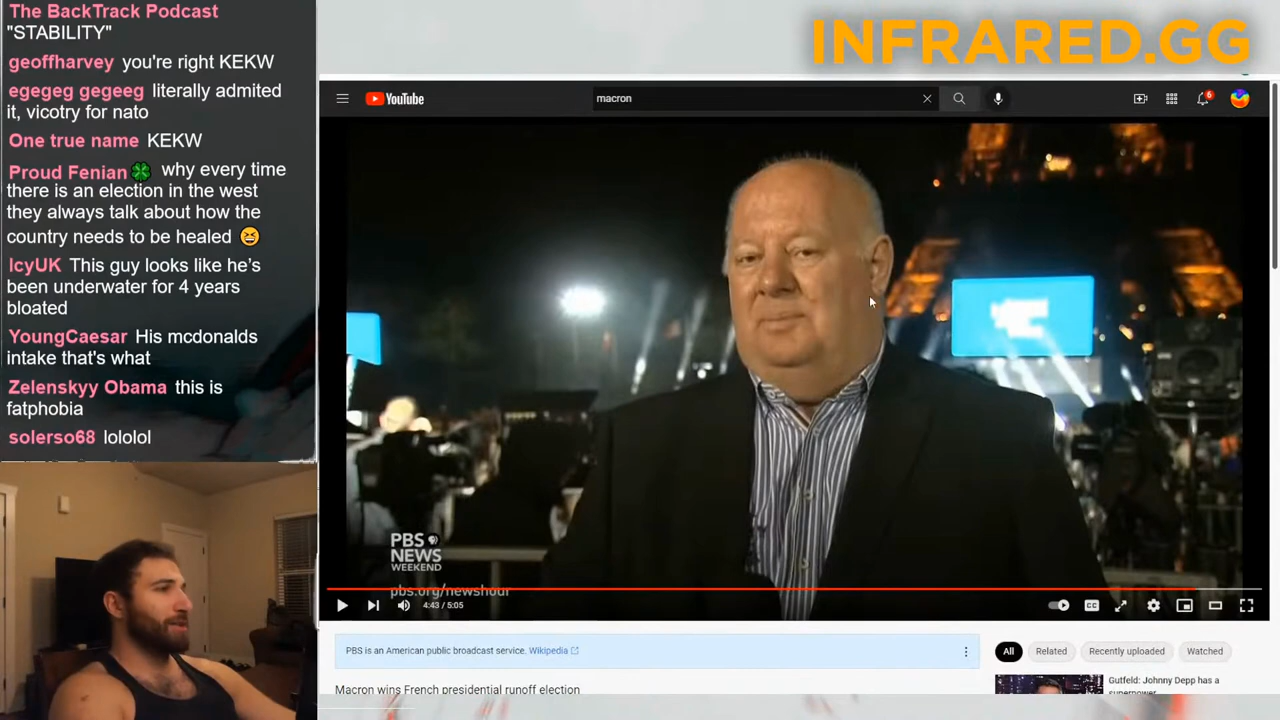 The BackTrack Podcast
"STABILITY"
geoffharvey you're right KEKW
egegeg gegeeg literally admited
it, vicotry for nato
One true name KEKW
Proud Fenian why every time
there is an election in the west
they always talk about how the
country needs to be healed
IcyUK This guy looks like he's
been underwater for 4 years
bloated
YoungCaesar His mcdonalds
intake that's what
Zelenskyy Obama this is
fatphobia
solerso68 lololol
INFRARED.GG
YouTube
macron
6
PBS
NEWS
WEEKEND
pbs.org/newshour
4:43 / 5:05
CC
PBS is an American public broadcast service. Wikipedia
All Related Recently uploaded Watched
Macron wins French presidential runoff election
Gutfeld: Johnny Depp has a
superpower